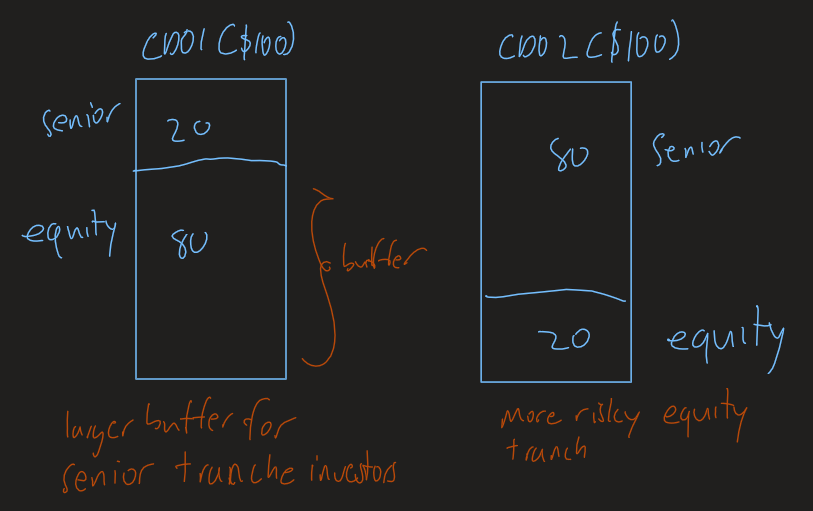 CDO1 ($100)
senior
20
equity
80
buffer
larger buffer for
senior tranche investors
CDO2 ($100)
80
senior
20
equity
more risky equity
tranch